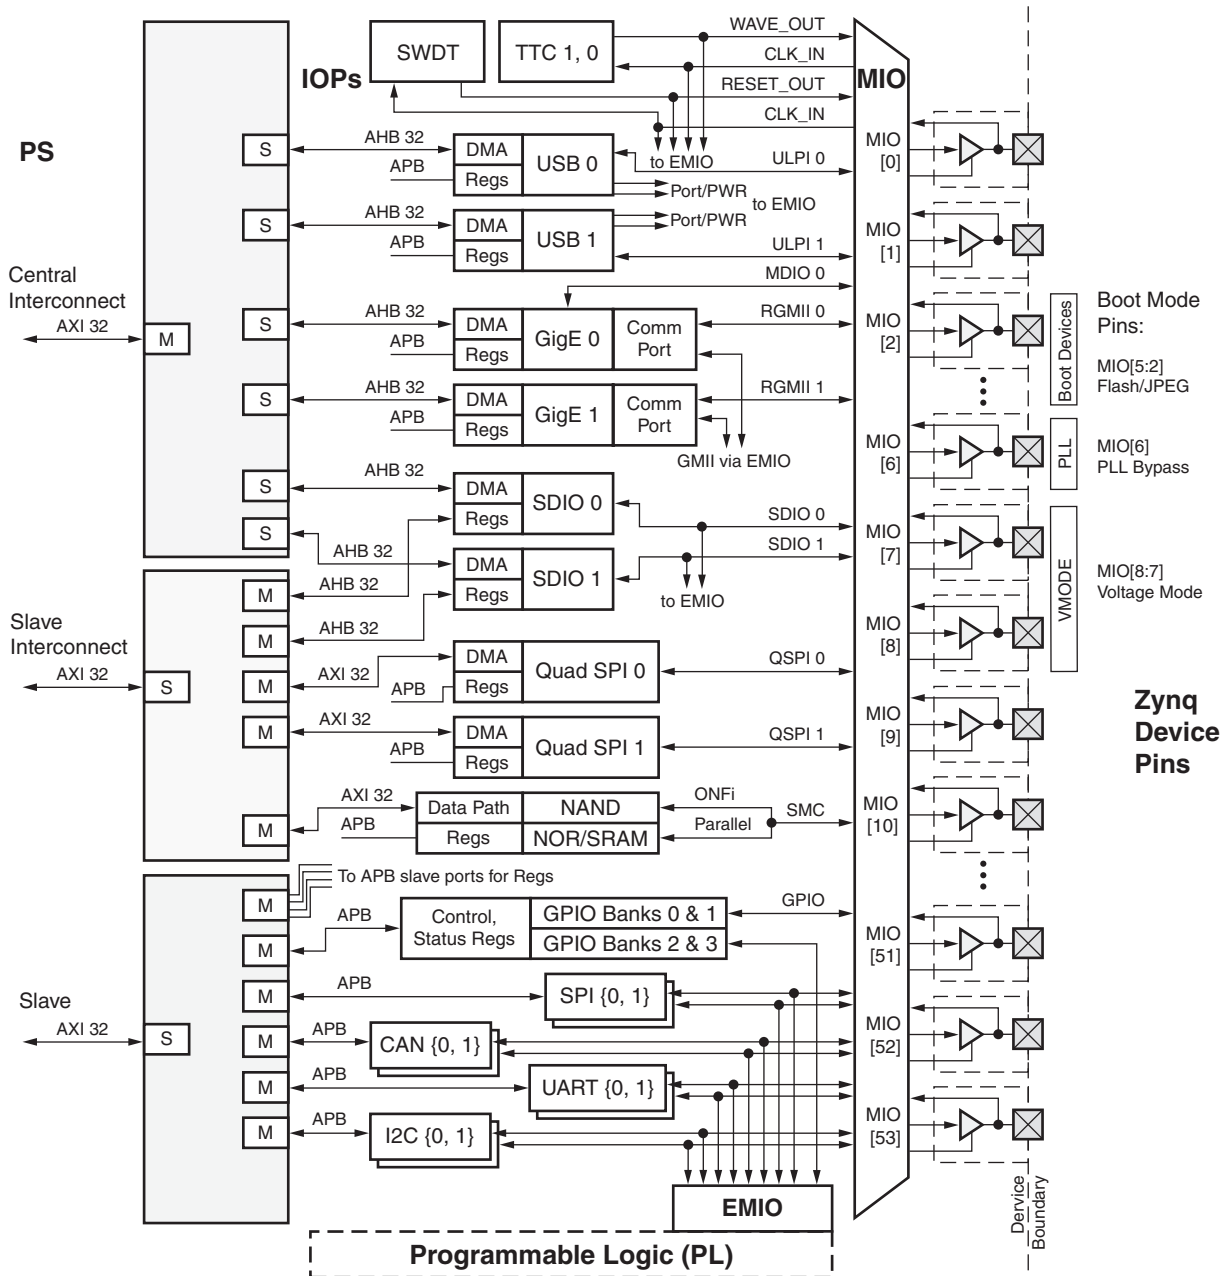 PS
IOPs
SWDT
TTC 1, 0
WAVE_OUT
CLK_IN
RESET_OUT
CLK_IN
MIO
to EMIO
S
AHB 32
APB
DMA
Regs
USB 0
ULPI 0
Port/PWR
to EMIO
MIO
[0]
S
AHB 32
APB
DMA
Regs
USB 1
Port/PWR
ULPI 1
MIO
[1]
Central
Interconnect
AXI 32
M
MDIO 0
S
AHB 32
APB
DMA
Regs
GigE 0
Comm
Port
RGMII 0
MIO
[2]
Boot Devices
Boot Mode
Pins:
MIO[5:2]
Flash/JPEG
S
AHB 32
APB
DMA
Regs
GigE 1
Comm
Port
RGMII 1
GMII via EMIO
MIO
[6]
PLL
MIO[6]
PLL Bypass
S
AHB 32
DMA
Regs
SDIO 0
SDIO 0
S
AHB 32
DMA
Regs
SDIO 1
SDIO 1
to EMIO
MIO
[7]
VMODE
MIO[8:7]
Voltage Mode
M
AHB 32
M
AHB 32
MIO
[8]
Slave
Interconnect
AXI 32
S
M
AXI 32
APB
DMA
Regs
Quad SPI 0
QSPI 0
M
AXI 32
APB
DMA
Regs
Quad SPI 1
QSPI 1
MIO
[9]
Zynq
Device
Pins
M
AXI 32
APB
Data Path
Regs
NAND
NOR/SRAM
ONFi
Parallel
SMC
MIO
[10]
M
To APB slave ports for Regs
M
APB
Control,
Status Regs
GPIO Banks 0 & 1
GPIO Banks 2 & 3
GPIO
MIO
[51]
Slave
AXI 32
S
M
APB
SPI {0, 1}
M
APB
CAN {0, 1}
MIO
[52]
M
APB
UART {0, 1}
M
APB
I2C {0, 1}
MIO
[53]
EMIO
Programmable Logic (PL)
Dervice
Boundary